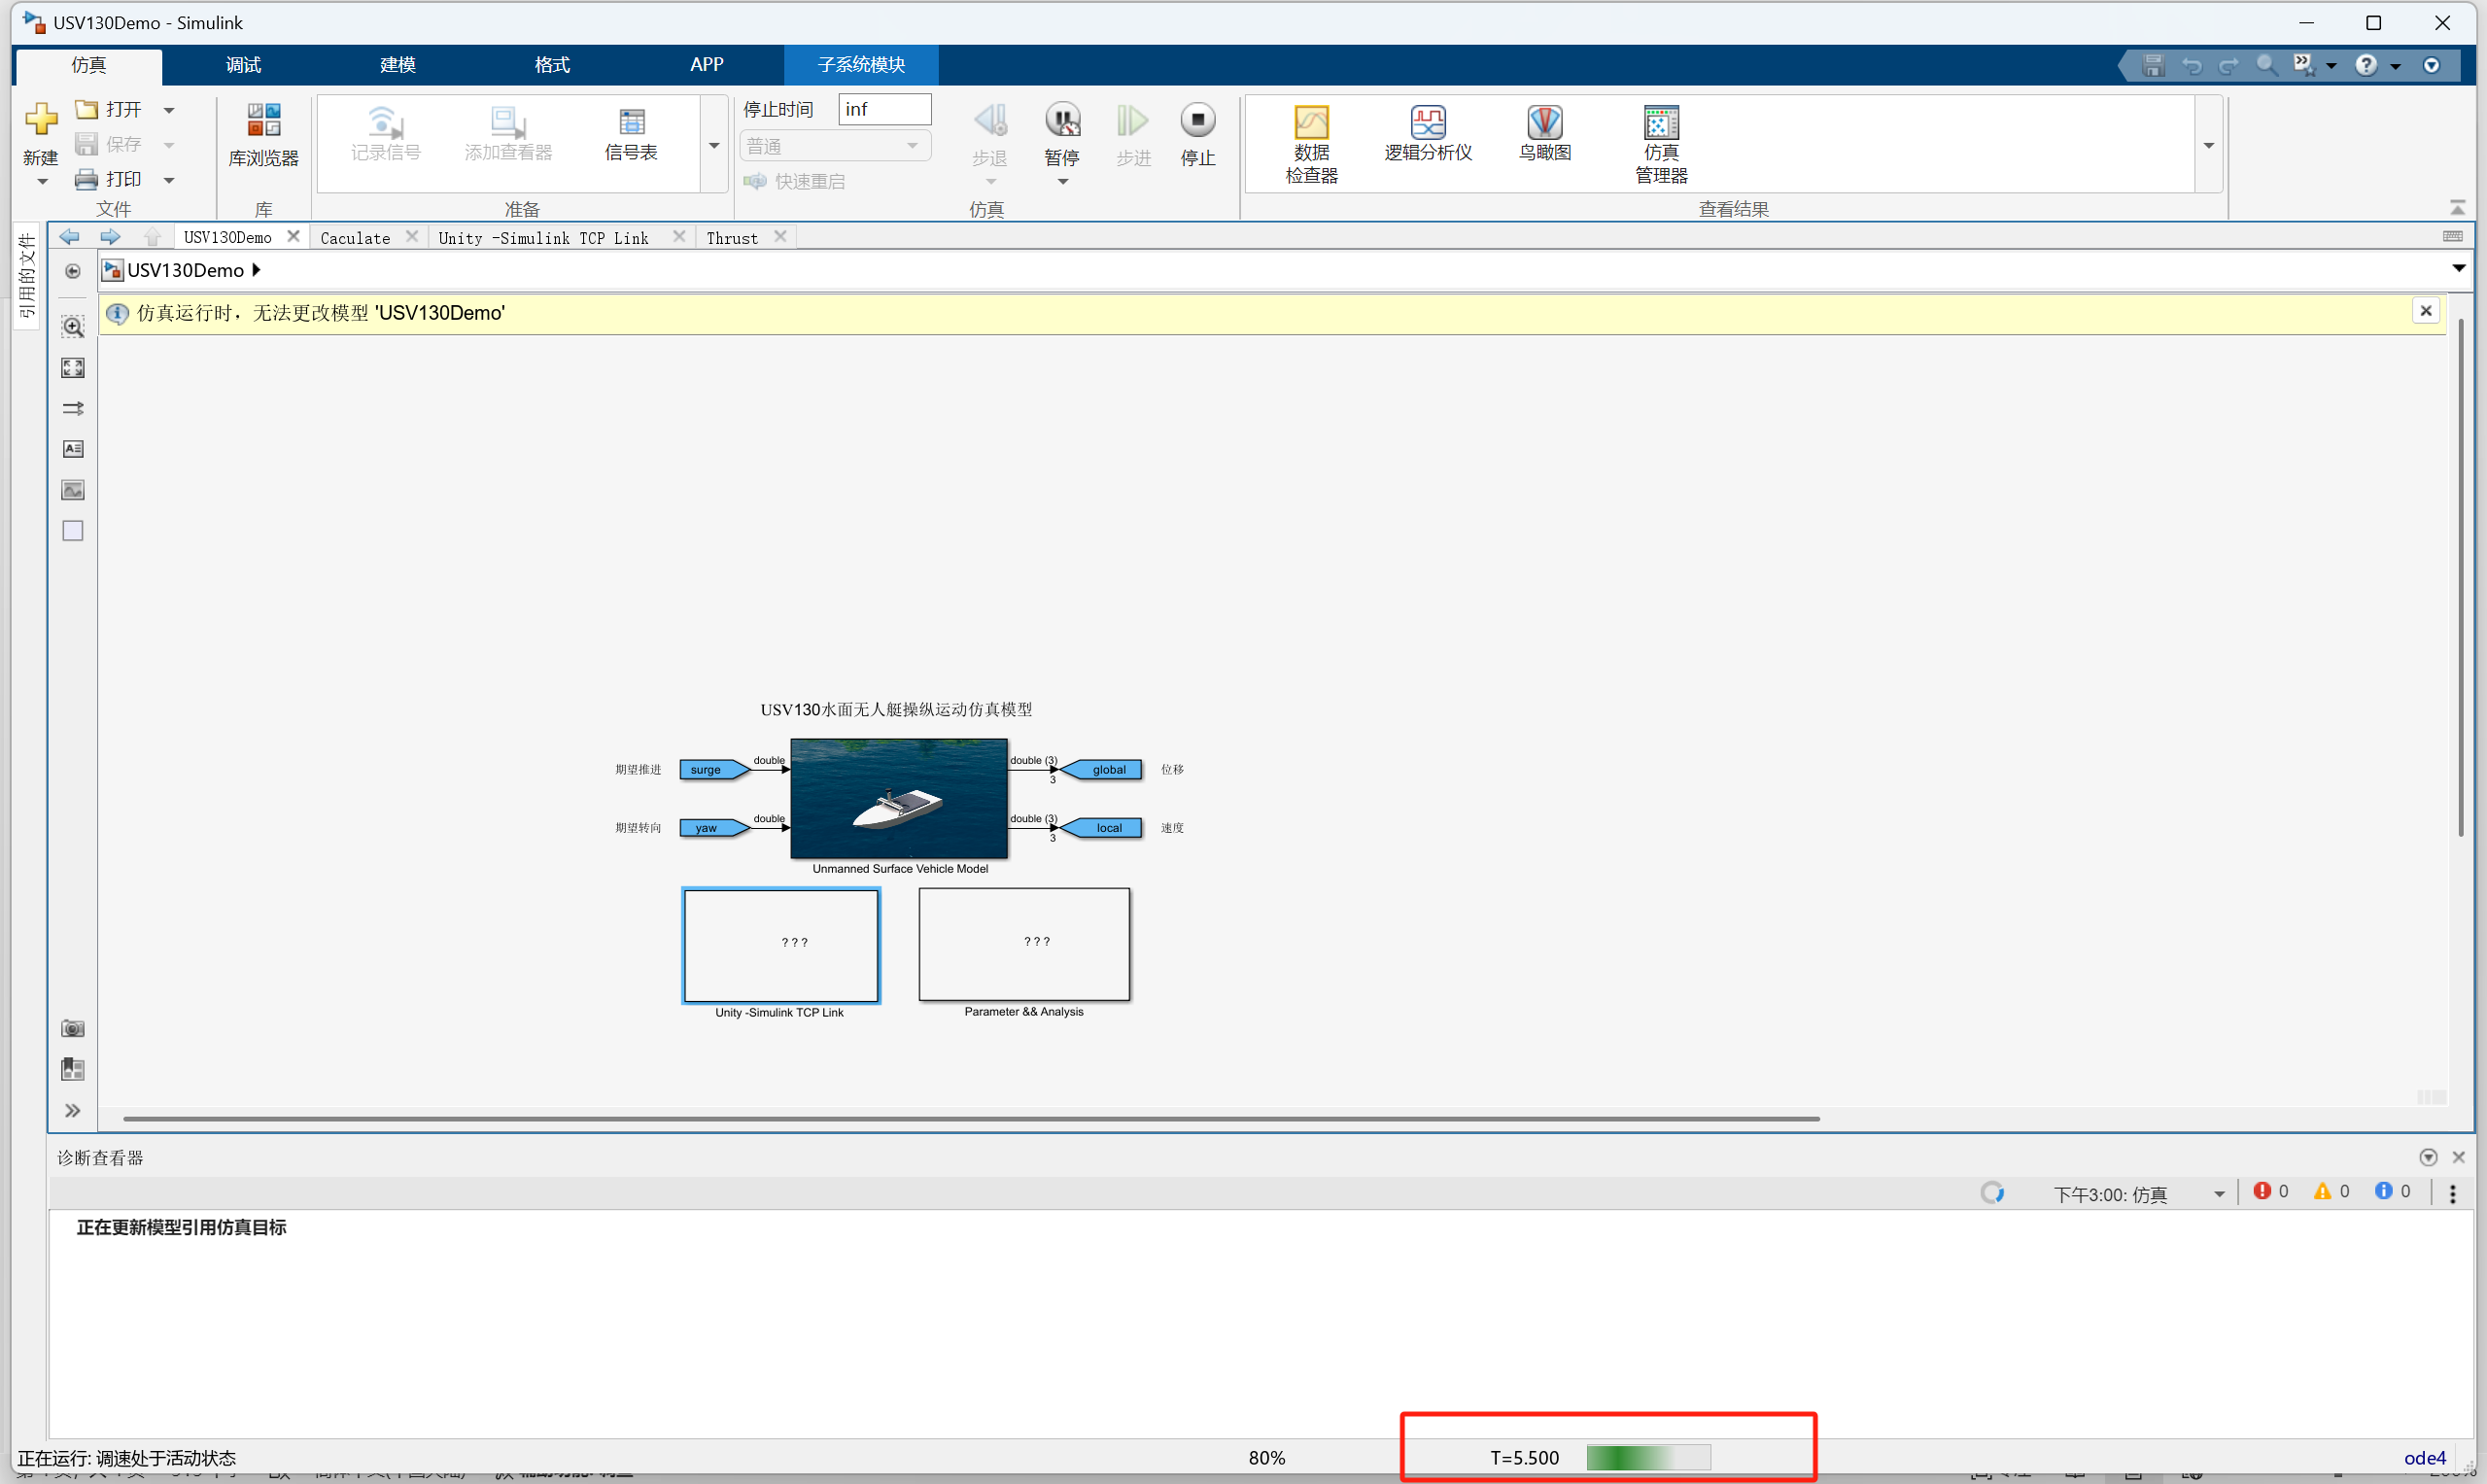 USV130Demo - Simulink
仿真 调试 建模 格式 APP 子系统模块
新建 打开 保存 打印 文件
库浏览器 库
记录信号 添加查看器 信号表 准备
停止时间 inf
普通
快速重启
步退 暂停 步进 停止 仿真
数据检查器 逻辑分析仪 鸟瞰图 仿真管理器 查看结果
引用的文件
USV130Demo Caculate Unity -Simulink TCP Link Thrust
USV130Demo
仿真运行时，无法更改模型 'USV130Demo'
USV130水面无人艇操纵运动仿真模型
期望推进 surge double double (3) 3 global 位移
期望转向 yaw double double (3) 3 local 速度
Unmanned Surface Vehicle Model
? ? ? ? ? ?
Unity -Simulink TCP Link Parameter && Analysis
诊断查看器
下午3:00: 仿真 0 0 0
正在更新模型引用仿真目标
正在运行: 调速处于活动状态 80% T=5.500 ode4